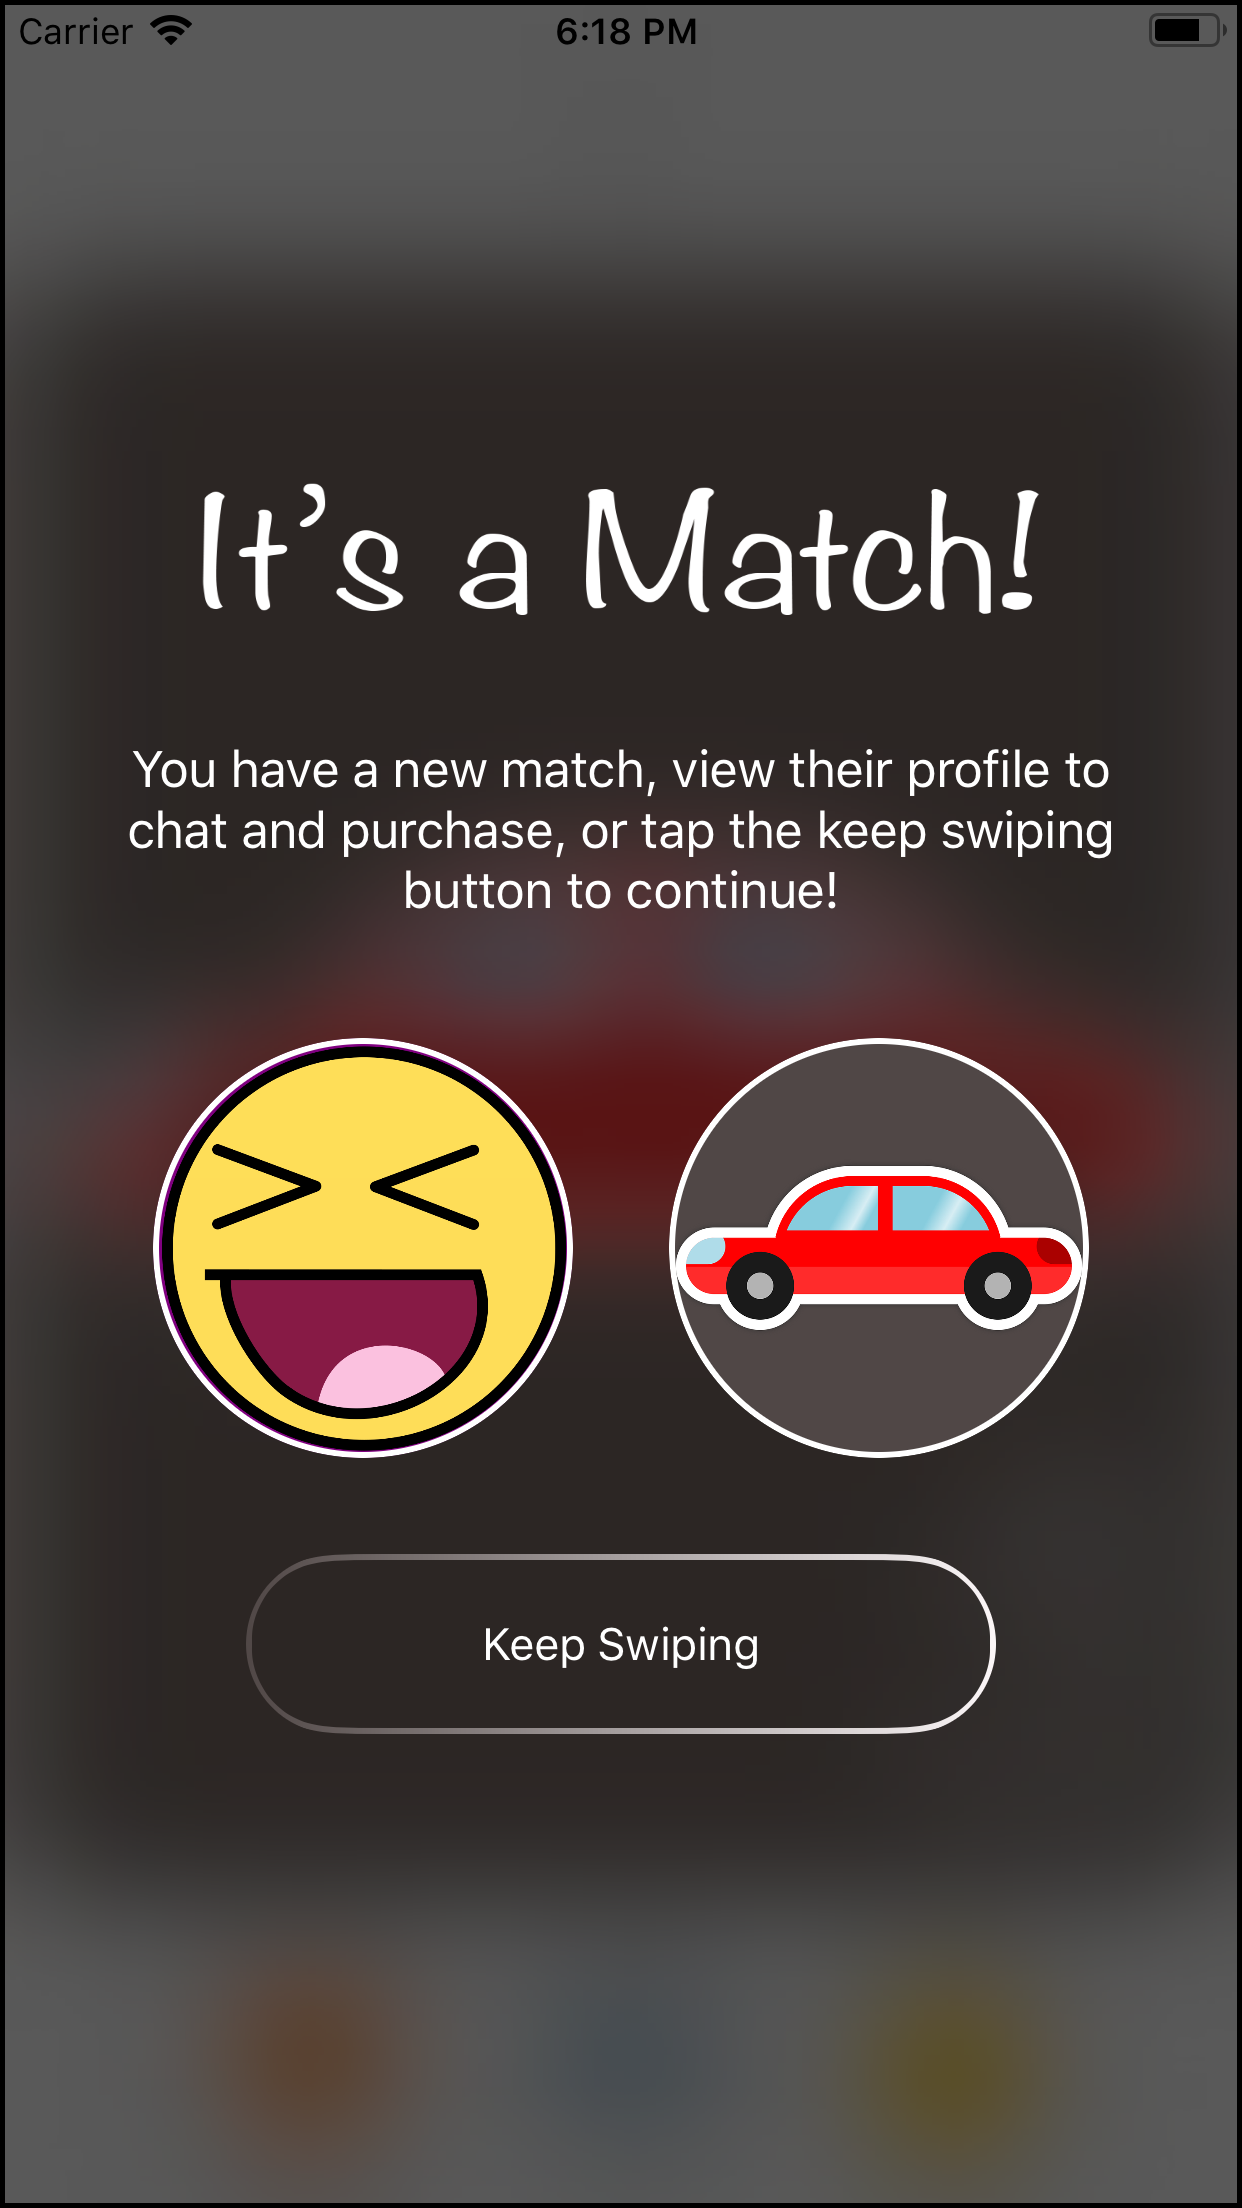 Carrier 6:18 PM
It's a Match!
You have a new match, view their profile to
chat and purchase, or tap the keep swiping
button to continue!
Keep Swiping